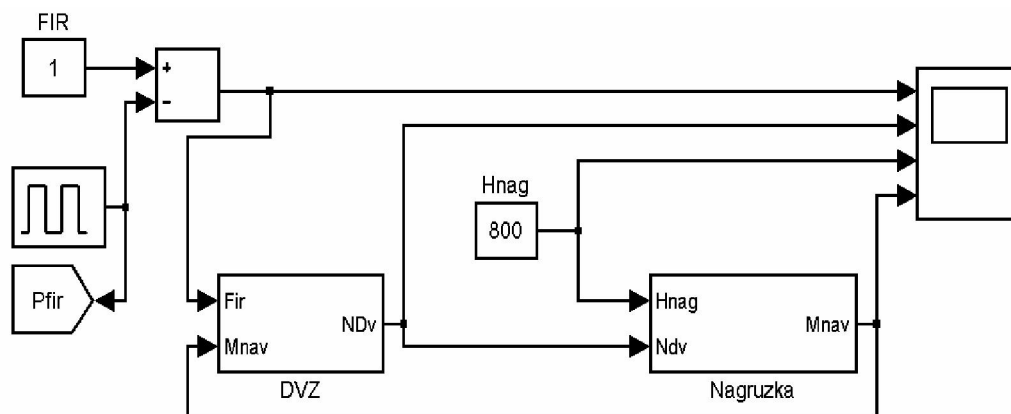 FIR
1
+
-
Pfir
Hnag
800
Fir
Mnav
NDv
DVZ
Hnag
Ndv
Mnav
Nagruzka